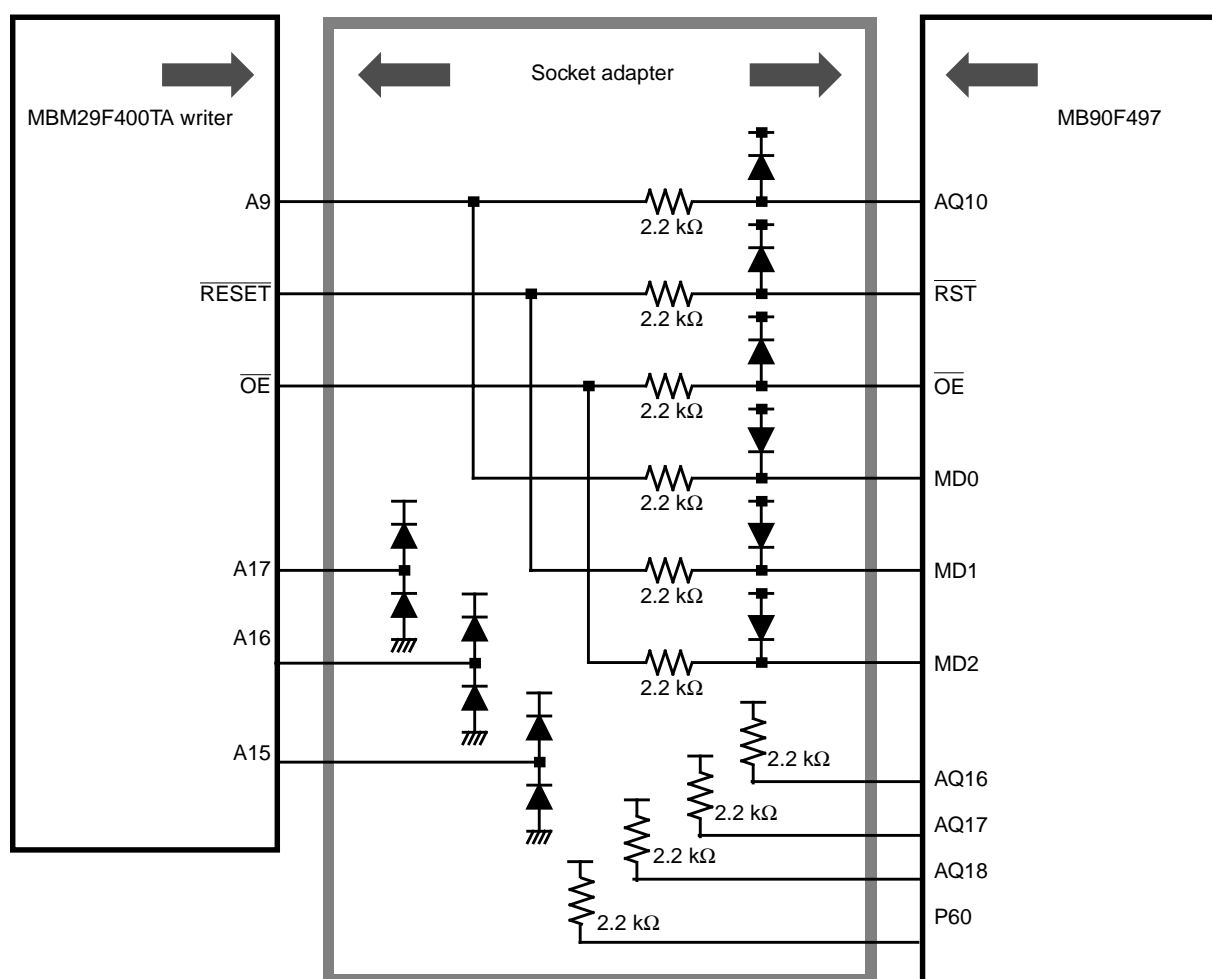 Socket adapter
MBM29F400TA writer
MB90F497
A9
AQ10
2.2 kΩ
RESET
RST
2.2 kΩ
OE
OE
2.2 kΩ
MD0
2.2 kΩ
A17
MD1
2.2 kΩ
A16
MD2
2.2 kΩ
A15
2.2 kΩ
AQ16
2.2 kΩ
AQ17
2.2 kΩ
AQ18
2.2 kΩ
P60